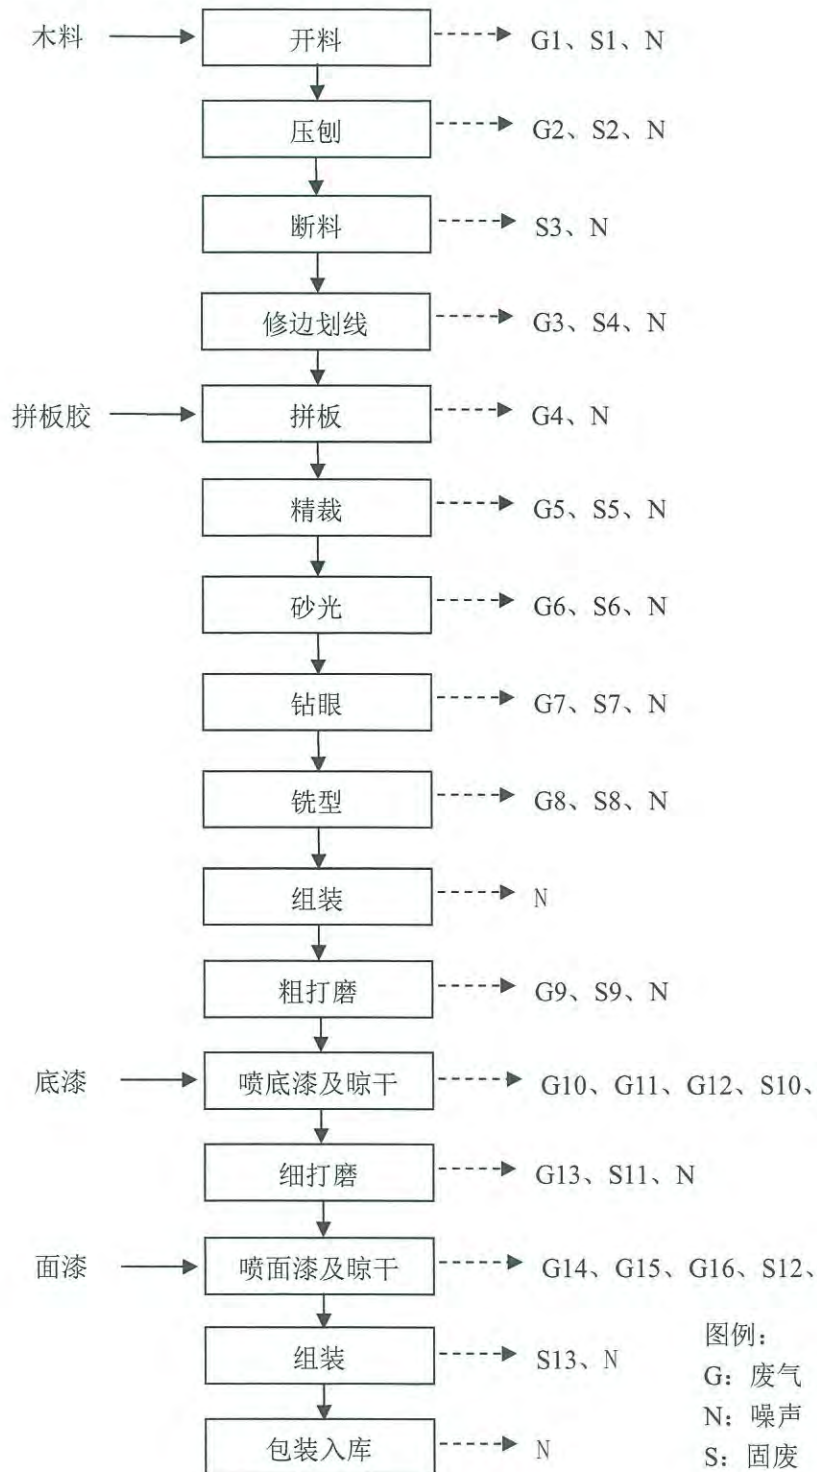 木料 开料 G1、S1、N
压刨 G2、S2、N
断料 S3、N
修边划线 G3、S4、N
拼板胶 拼板 G4、N
精裁 G5、S5、N
砂光 G6、S6、N
钻眼 G7、S7、N
铣型 G8、S8、N
组装 N
粗打磨 G9、S9、N
底漆 喷底漆及晾干 G10、G11、G12、S10、
细打磨 G13、S11、N
面漆 喷面漆及晾干 G14、G15、G16、S12、
组装 S13、N
包装入库 N
图例：
G：废气
N：噪声
S：固废